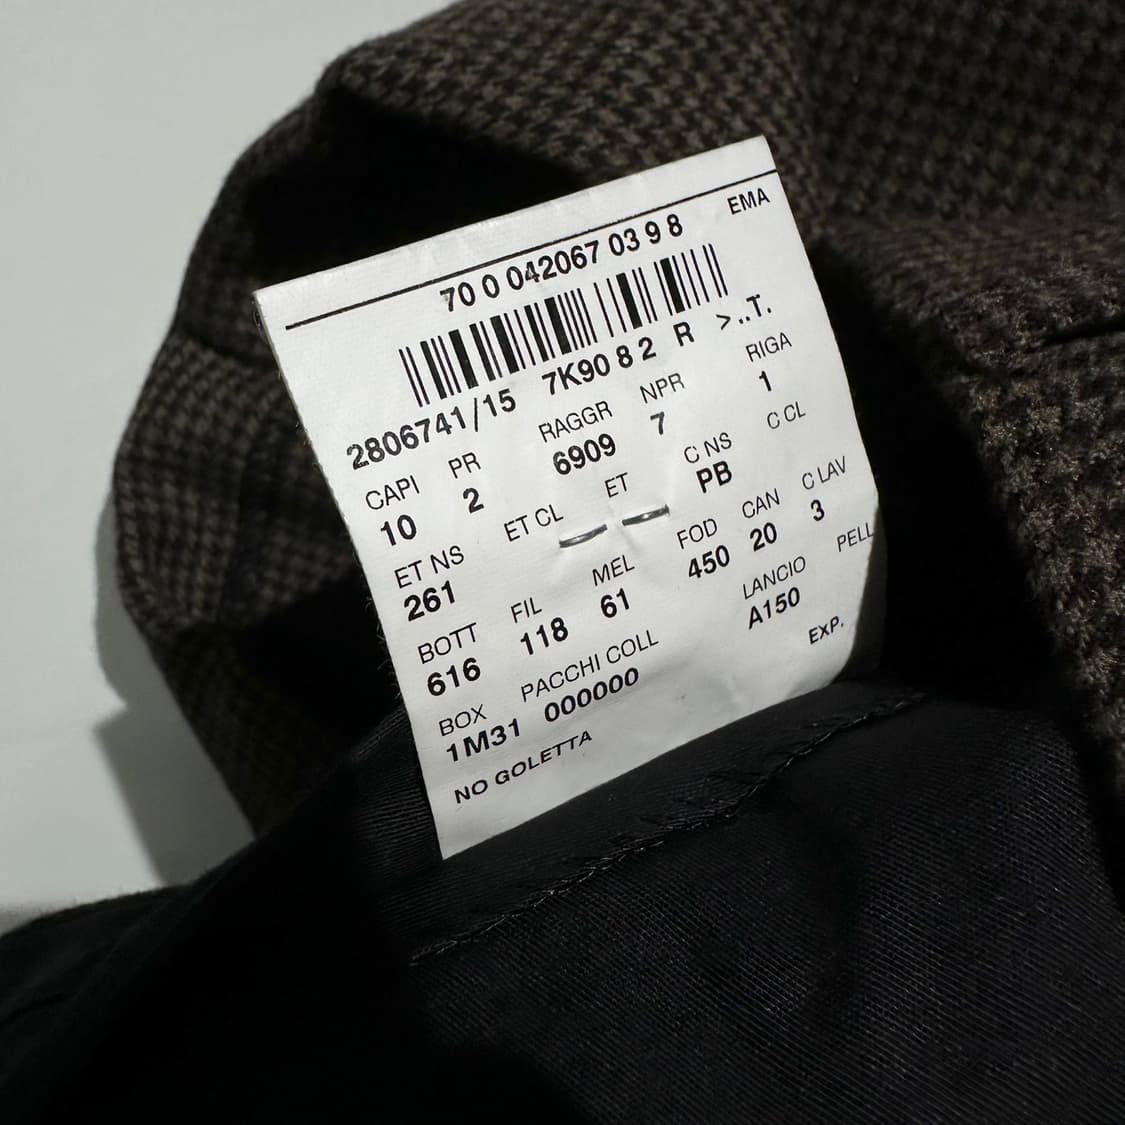 EMA
70 0 042067 03 9 8
2806741/15 7K90 8 2 R >..T.
CAPI PR RAGGR NPR RIGA
10 2 6909 7 1
ET NS ET CL ET C NS C CL
261 PB
BOTT FIL MEL FOD CAN C LAV
616 118 61 450 20 3
BOX PACCHI COLL LANCIO PELL
1M31 000000 A150
NO GOLETTA EXP.